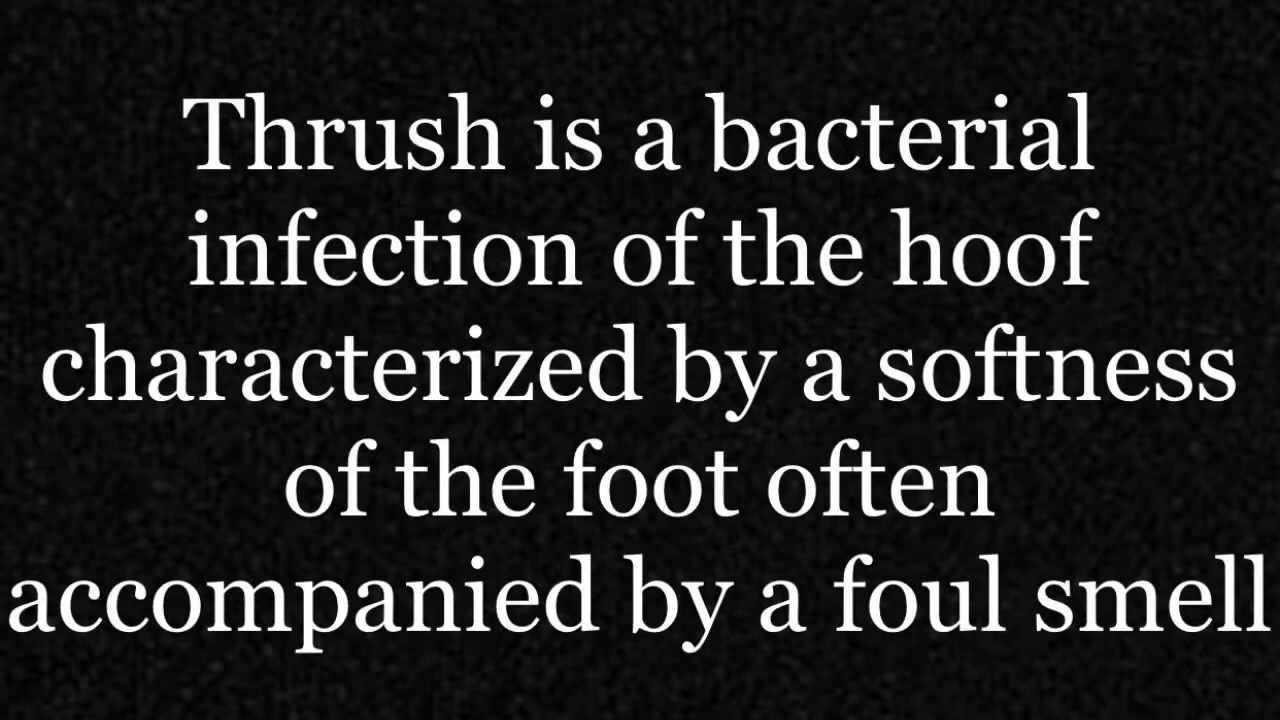 Thrush is a bacterial
infection of the hoof
characterized by a softness
of the foot often
accompanied by a foul smell